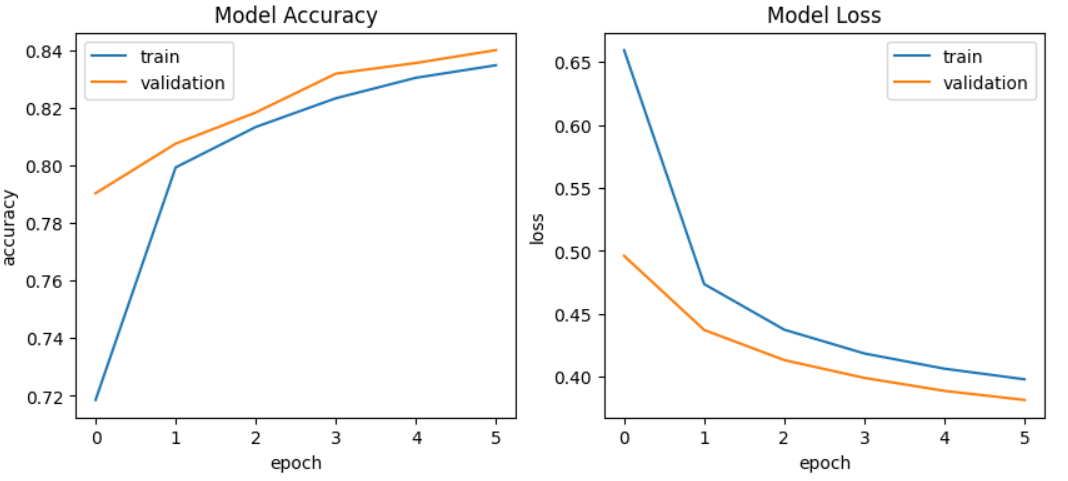 Model Accuracy
train
validation
0.84
0.82
0.80
0.78
0.76
0.74
0.72
accuracy
0 1 2 3 4 5
epoch
Model Loss
train
validation
0.65
0.60
0.55
0.50
0.45
0.40
loss
0 1 2 3 4 5
epoch